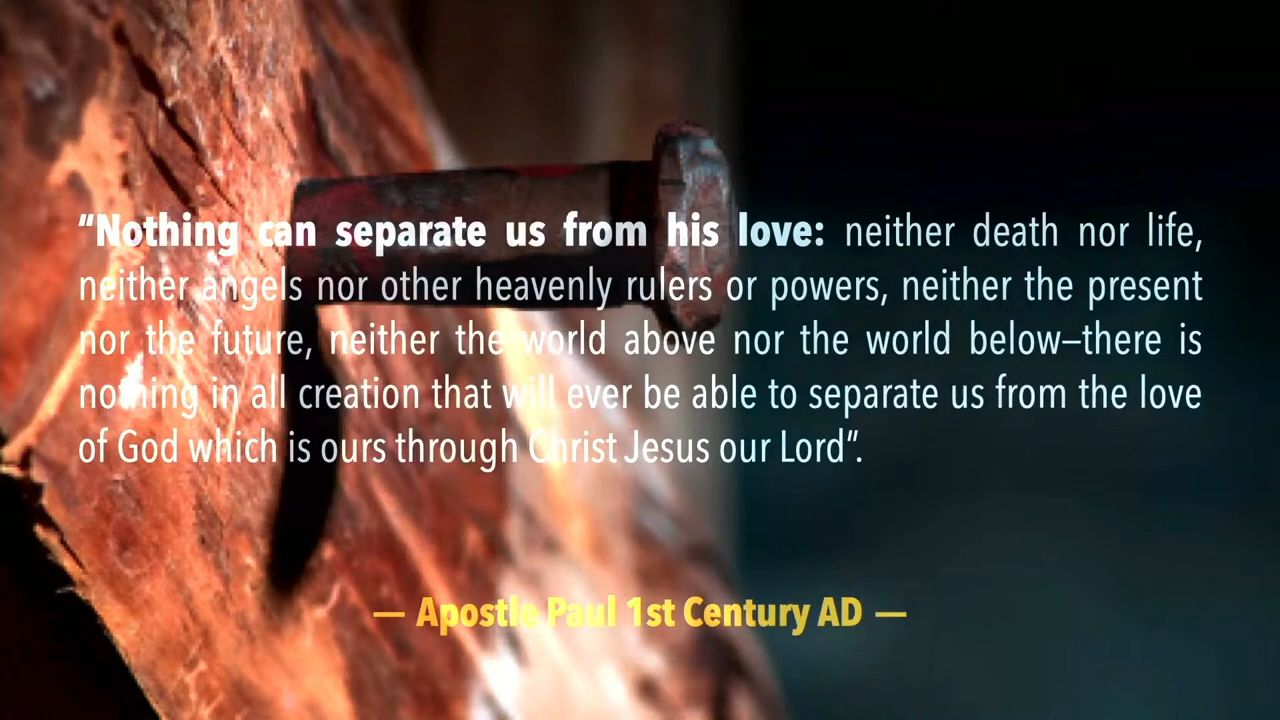 “Nothing can separate us from his love: neither death nor life,
neither angels nor other heavenly rulers or powers, neither the present
nor the future, neither the world above nor the world below—there is
nothing in all creation that will ever be able to separate us from the love
of God which is ours through Christ Jesus our Lord”.
— Apostle Paul 1st Century AD —